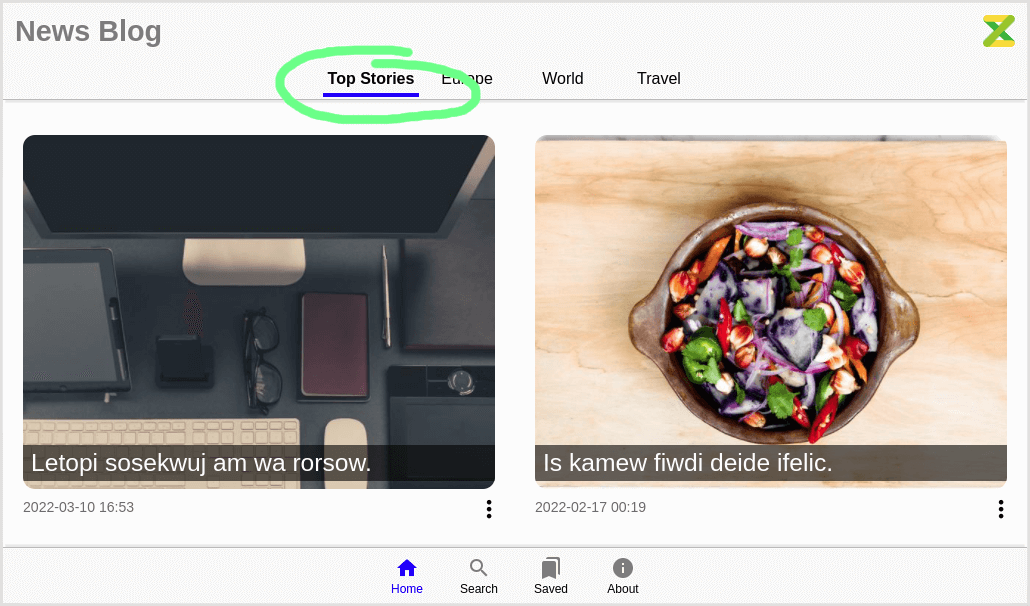 News Blog
Top Stories Europe World Travel
Letopi sosekwuj am wa rorsow.
Is kamew fiwdi deide ifelic.
2022-03-10 16:53
2022-02-17 00:19
Home Search Saved About